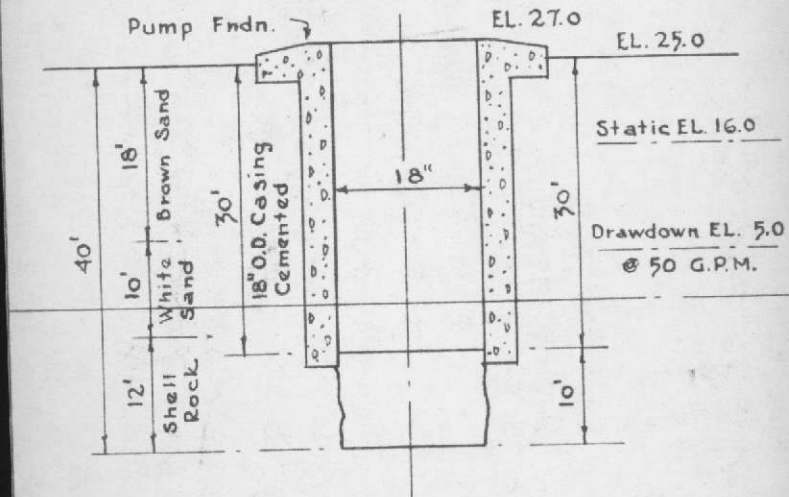 Pump Fndn.
EL. 27.0
EL. 25.0
Static EL. 16.0
Drawdown EL. 5.0
@ 50 G.P.M.
40'
18'
Brown Sand
10'
White
Sand
12'
Shell
Rock
30'
18" O.D. Casing
Cemented
18"
30'
10'